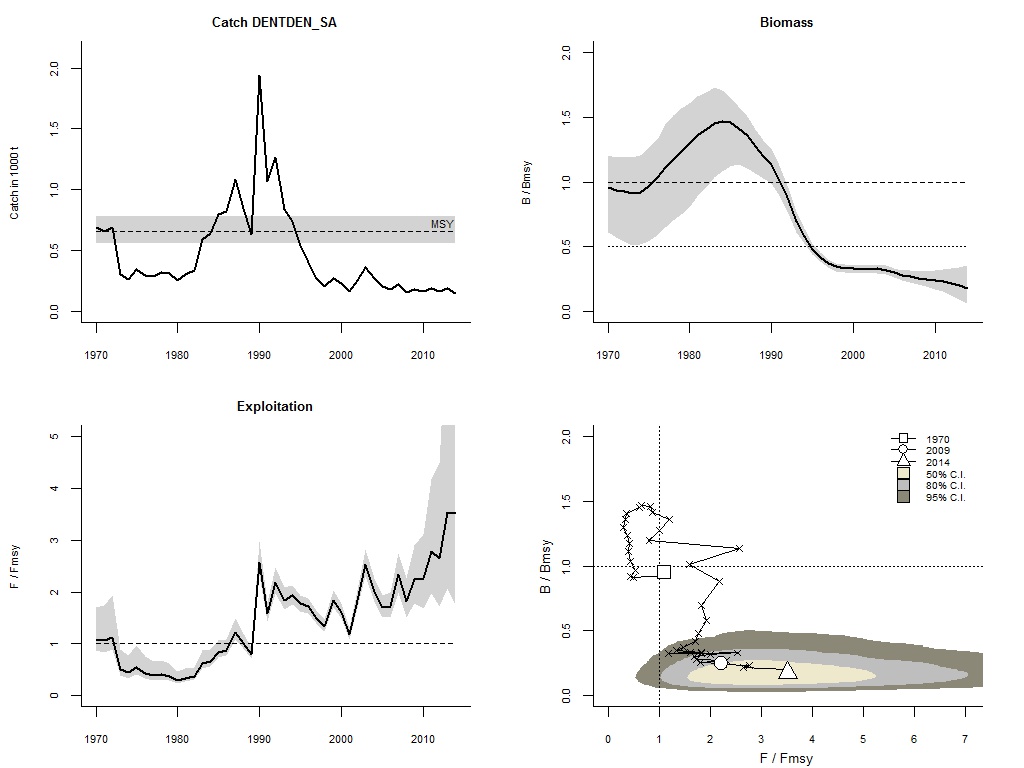 Catch DENTDEN_SA
Catch in 1000 t
2.0
1.5
1.0
0.5
0.0
MSY
1970 1980 1990 2000 2010
Biomass
B / Bmsy
2.0
1.5
1.0
0.5
0.0
1970 1980 1990 2000 2010
Exploitation
F / Fmsy
5
4
3
2
1
0
1970 1980 1990 2000 2010
B / Bmsy
2.0
1.5
1.0
0.5
0.0
1970
2009
2014
50% C.I.
80% C.I.
95% C.I.
0 1 2 3 4 5 6 7
F / Fmsy